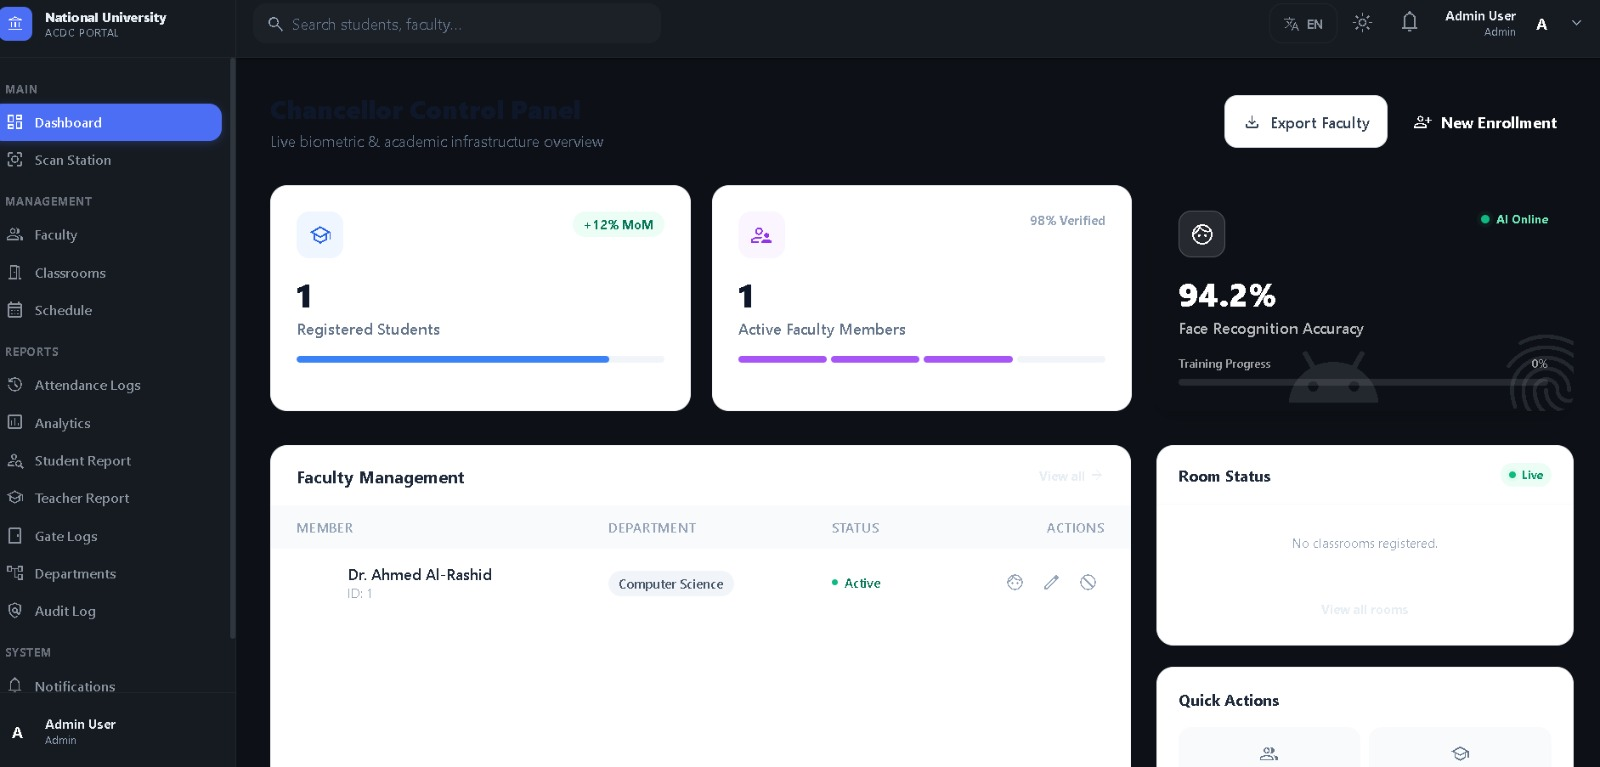 National University
ACDC PORTAL
Search students, faculty...
EN
Admin User
Admin
A
MAIN
Dashboard
Scan Station
MANAGEMENT
Faculty
Classrooms
Schedule
REPORTS
Attendance Logs
Analytics
Student Report
Teacher Report
Gate Logs
Departments
Audit Log
SYSTEM
Notifications
A
Admin User
Admin
Chancellor Control Panel
Live biometric & academic infrastructure overview
Export Faculty
New Enrollment
+12% MoM
1
Registered Students
98% Verified
1
Active Faculty Members
AI Online
94.2%
Face Recognition Accuracy
Training Progress
0%
Faculty Management
View all →
MEMBER DEPARTMENT STATUS ACTIONS
Dr. Ahmed Al-Rashid
ID: 1
Computer Science
Active
Room Status
Live
No classrooms registered.
View all rooms
Quick Actions